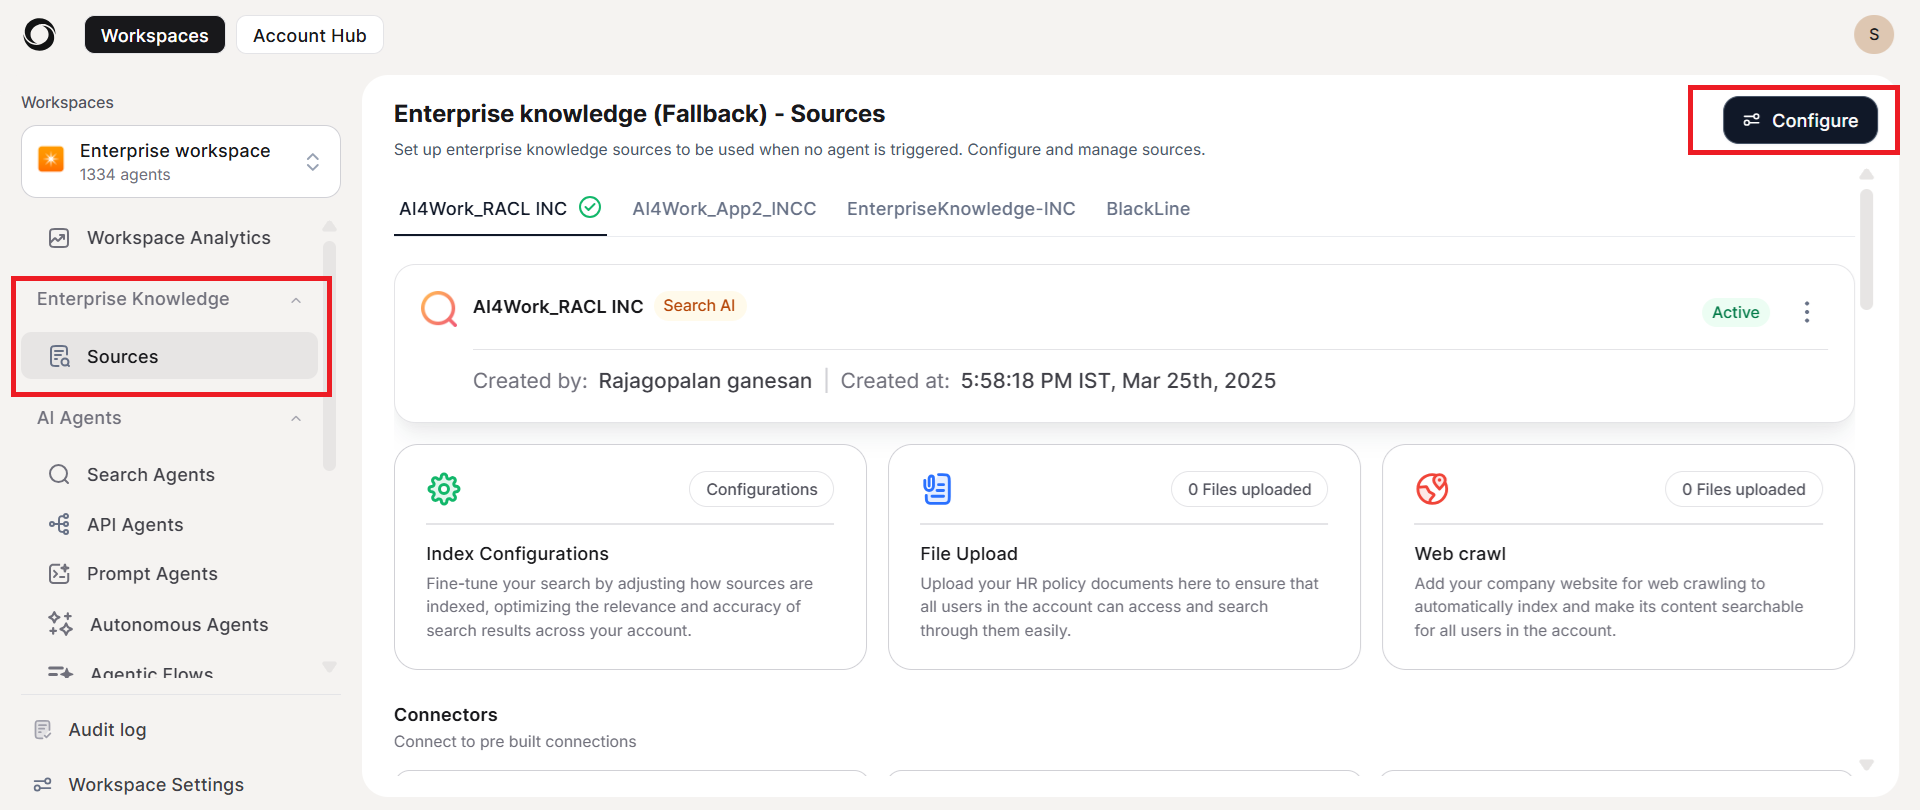 Workspaces
Account Hub
S
Workspaces
Enterprise workspace
1334 agents
Workspace Analytics
Enterprise Knowledge
Sources
AI Agents
Search Agents
API Agents
Prompt Agents
Autonomous Agents
Agentic Flows
Audit log
Workspace Settings
Enterprise knowledge (Fallback) - Sources
Set up enterprise knowledge sources to be used when no agent is triggered. Configure and manage sources.
Configure
AI4Work_RACL INC
AI4Work_App2_INCC
EnterpriseKnowledge-INC
BlackLine
AI4Work_RACL INC
Search AI
Active
Created by: Rajagopalan ganesan
Created at: 5:58:18 PM IST, Mar 25th, 2025
Configurations
Index Configurations
Fine-tune your search by adjusting how sources are
indexed, optimizing the relevance and accuracy of
search results across your account.
0 Files uploaded
File Upload
Upload your HR policy documents here to ensure that
all users in the account can access and search
through them easily.
0 Files uploaded
Web crawl
Add your company website for web crawling to
automatically index and make its content searchable
for all users in the account.
Connectors
Connect to pre built connections